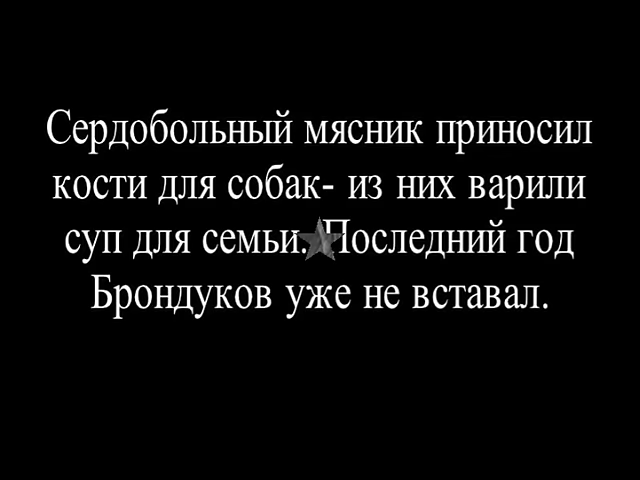 Сердобольный мясник приносил
кости для собак- из них варили
суп для семьи. Последний год
Брондуков уже не вставал.